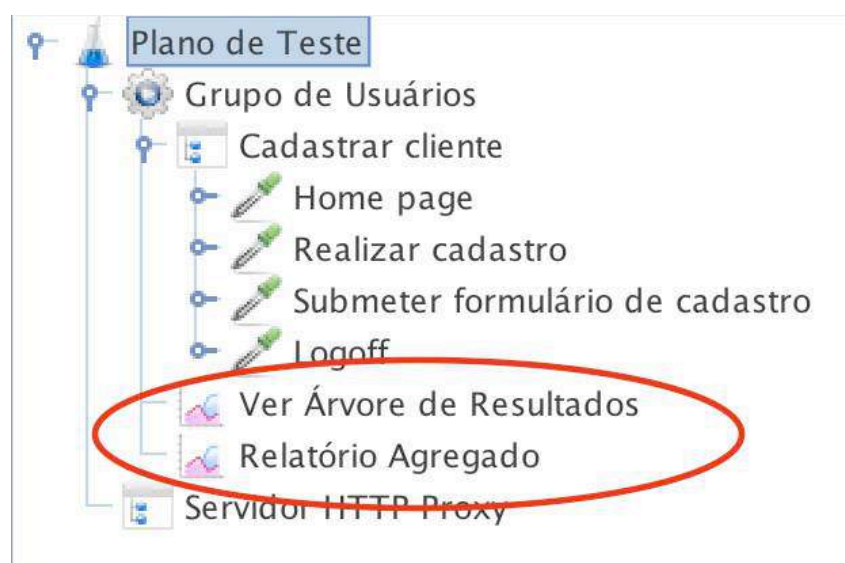 Plano de Teste
Grupo de Usuários
Cadastrar cliente
Home page
Realizar cadastro
Submeter formulário de cadastro
Logoff
Ver Árvore de Resultados
Relatório Agregado
Servidor HTTP Proxy